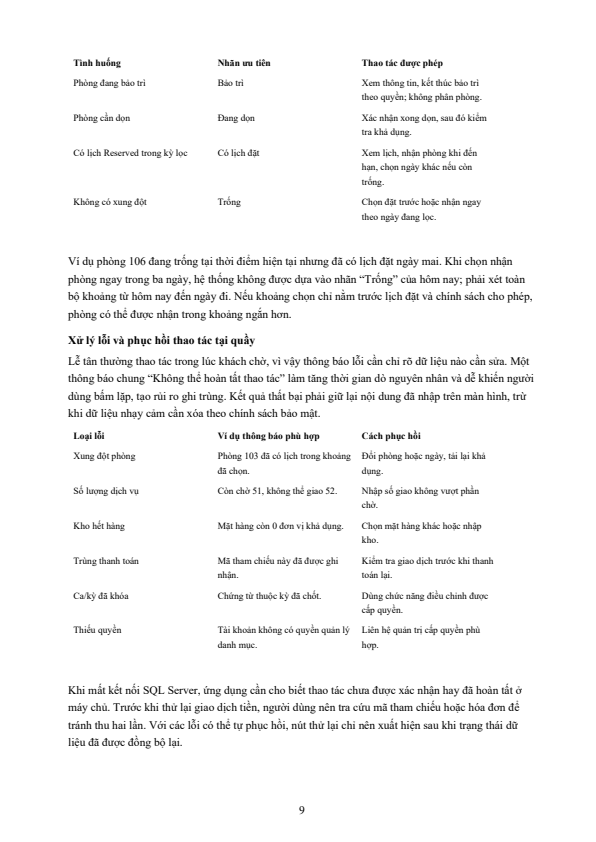 Tình huống Nhãn ưu tiên Thao tác được phép
Phòng đang bảo trì Bảo trì Xem thông tin, kết thúc bảo trì
theo quyền; không phân phòng.
Phòng cần dọn Đang dọn Xác nhận xong dọn, sau đó kiểm
tra khả dụng.
Có lịch Reserved trong kỳ lọc Có lịch đặt Xem lịch, nhận phòng khi đến
hạn, chọn ngày khác nếu còn
trống.
Không có xung đột Trống Chọn đặt trước hoặc nhận ngay
theo ngày đang lọc.
Ví dụ phòng 106 đang trống tại thời điểm hiện tại nhưng đã có lịch đặt ngày mai. Khi chọn nhận
phòng ngay trong ba ngày, hệ thống không được dựa vào nhãn “Trống” của hôm nay; phải xét toàn
bộ khoảng từ hôm nay đến ngày đi. Nếu khoảng chọn chỉ nằm trước lịch đặt và chính sách cho phép,
phòng có thể được nhận trong khoảng ngắn hơn.
Xử lý lỗi và phục hồi thao tác tại quầy
Lễ tân thường thao tác trong lúc khách chờ, vì vậy thông báo lỗi cần chỉ rõ dữ liệu nào cần sửa. Một
thông báo chung “Không thể hoàn tất thao tác” làm tăng thời gian dò nguyên nhân và dễ khiến người
dùng bấm lặp, tạo rủi ro ghi trùng. Kết quả thất bại phải giữ lại nội dung đã nhập trên màn hình, trừ
khi dữ liệu nhạy cảm cần xóa theo chính sách bảo mật.
Loại lỗi Ví dụ thông báo phù hợp Cách phục hồi
Xung đột phòng Phòng 103 đã có lịch trong khoảng Đổi phòng hoặc ngày, tải lại khả
đã chọn. dụng.
Số lượng dịch vụ Còn chờ 51, không thể giao 52. Nhập số giao không vượt phần
chờ.
Kho hết hàng Mặt hàng còn 0 đơn vị khả dụng. Chọn mặt hàng khác hoặc nhập
kho.
Trùng thanh toán Mã tham chiếu này đã được ghi Kiểm tra giao dịch trước khi thanh
nhận. toán lại.
Ca/kỳ đã khóa Chứng từ thuộc kỳ đã chốt. Dùng chức năng điều chỉnh được
cấp quyền.
Thiếu quyền Tài khoản không có quyền quản lý Liên hệ quản trị cấp quyền phù
danh mục. hợp.
Khi mất kết nối SQL Server, ứng dụng cần cho biết thao tác chưa được xác nhận hay đã hoàn tất ở
máy chủ. Trước khi thử lại giao dịch tiền, người dùng nên tra cứu mã tham chiếu hoặc hóa đơn để
tránh thu hai lần. Với các lỗi có thể tự phục hồi, nút thử lại chỉ nên xuất hiện sau khi trạng thái dữ
liệu đã được đồng bộ lại.
9